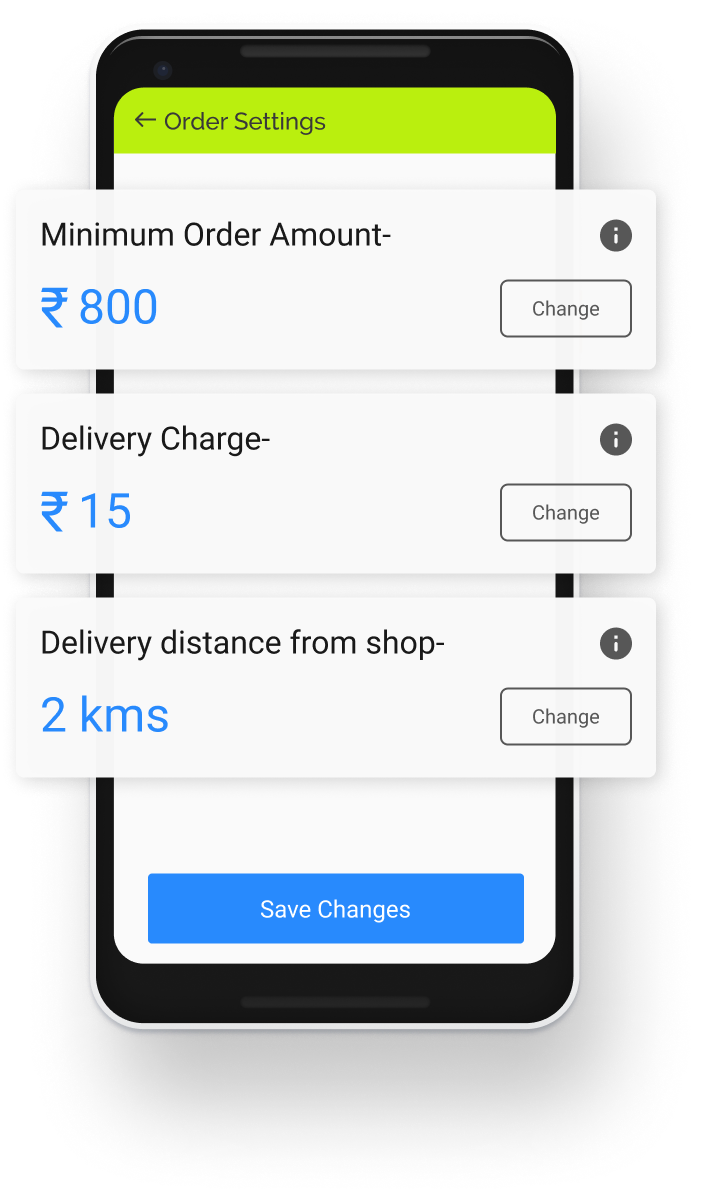 Order Settings
Minimum Order Amount-
₹ 800
Change
Delivery Charge-
₹ 15
Change
Delivery distance from shop-
2 kms
Change
Save Changes